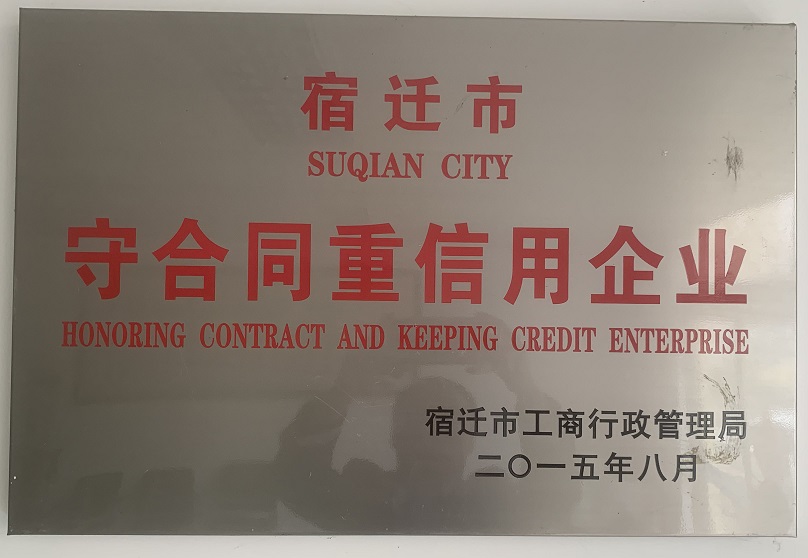 宿迁市
SUQIAN CITY
守合同重信用企业
HONORING CONTRACT AND KEEPING CREDIT ENTERPRISE
宿迁市工商行政管理局
二〇一五年八月